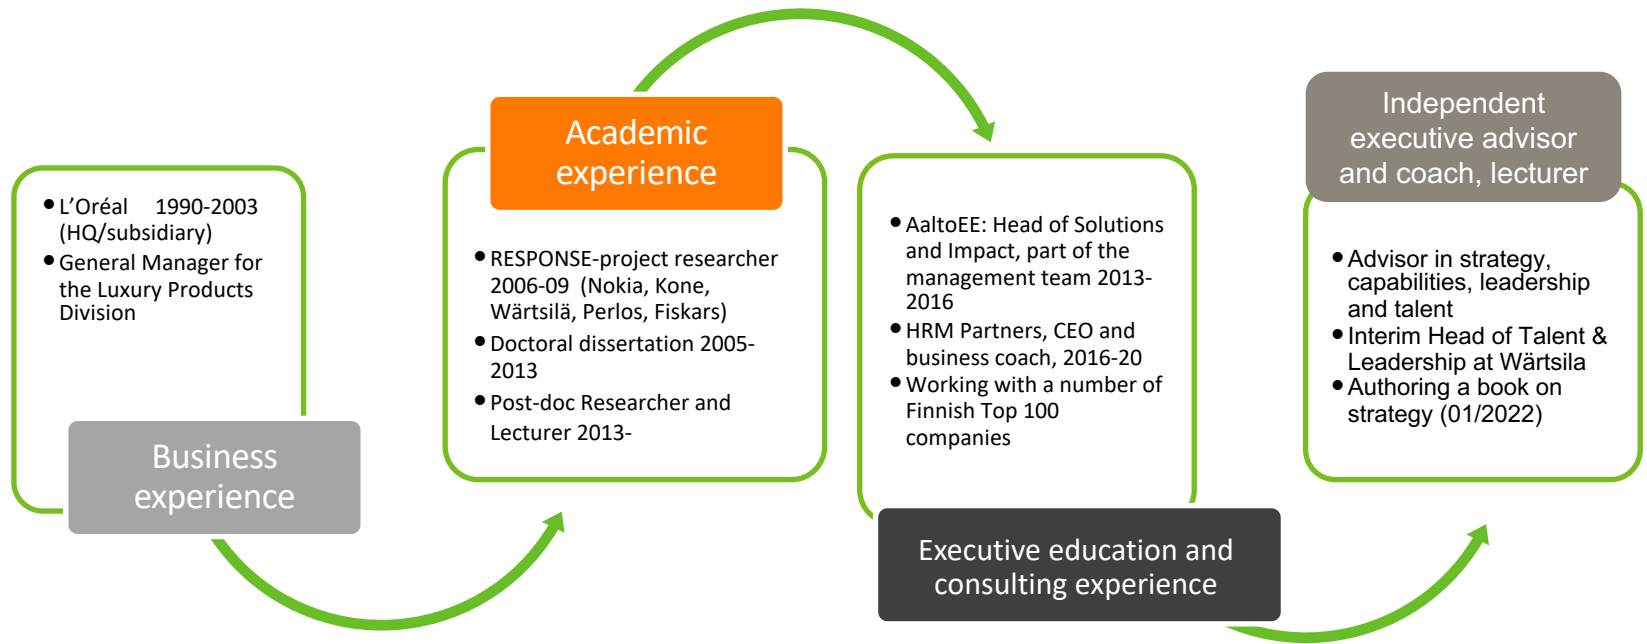 • L’Oréal 1990-2003
(HQ/subsidiary)
• General Manager for
the Luxury Products
Division
Business
experience
Academic
experience
• RESPONSE-project researcher
2006-09 (Nokia, Kone,
Wärtsilä, Perlos, Fiskars)
• Doctoral dissertation 2005-
2013
• Post-doc Researcher and
Lecturer 2013-
• AaltoEE: Head of Solutions
and Impact, part of the
management team 2013-
2016
• HRM Partners, CEO and
business coach, 2016-20
• Working with a number of
Finnish Top 100
companies
Executive education and
consulting experience
Independent
executive advisor
and coach, lecturer
• Advisor in strategy,
capabilities, leadership
and talent
• Interim Head of Talent &
Leadership at Wärtsila
• Authoring a book on
strategy (01/2022)